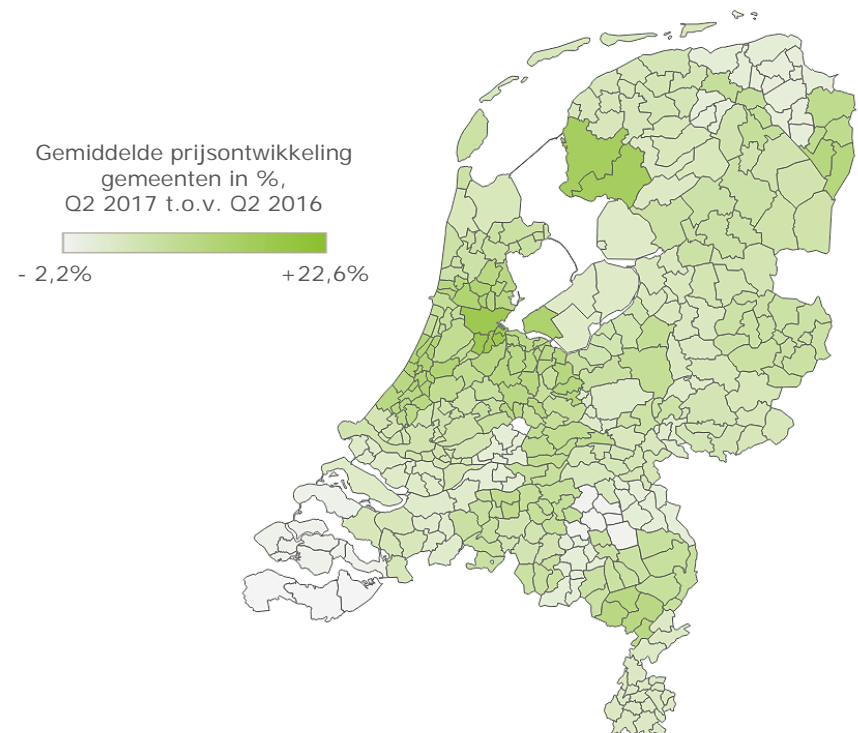 Gemiddelde prijsontwikkeling
gemeenten in %,
Q2 2017 t.o.v. Q2 2016
- 2,2%
+22,6%